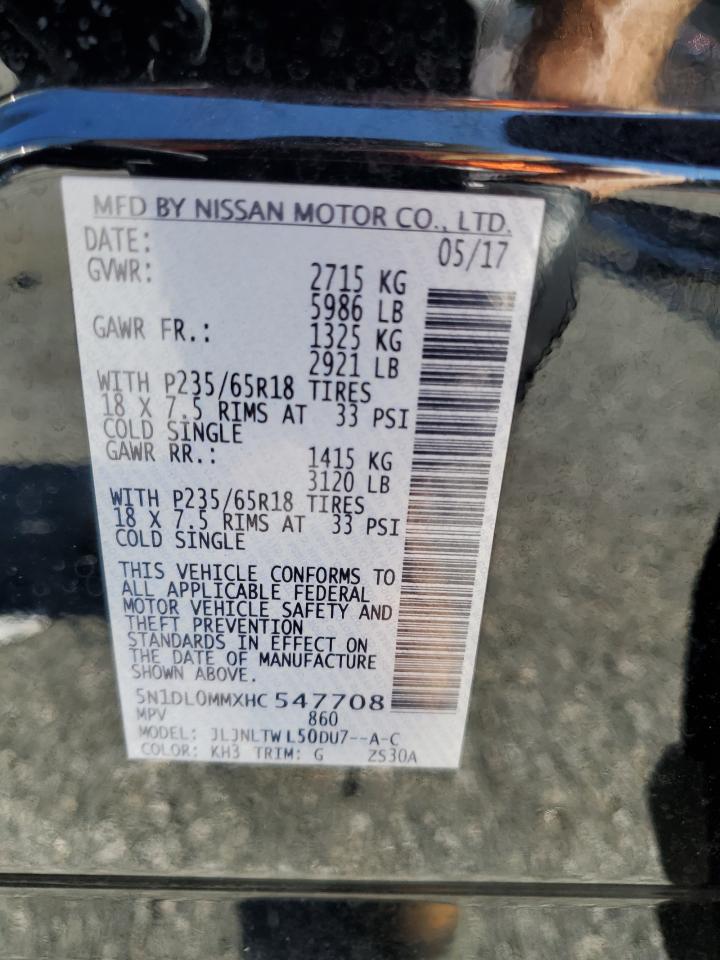 MFD BY NISSAN MOTOR CO., LTD.
DATE: 05/17
GVWR: 2715 KG
5986 LB
GAWR FR.: 1325 KG
2921 LB
WITH P235/65R18 TIRES
18 X 7.5 RIMS AT 33 PSI
COLD SINGLE
GAWR RR.: 1415 KG
3120 LB
WITH P235/65R18 TIRES
18 X 7.5 RIMS AT 33 PSI
COLD SINGLE
THIS VEHICLE CONFORMS TO
ALL APPLICABLE FEDERAL
MOTOR VEHICLE SAFETY AND
THEFT PREVENTION
STANDARDS IN EFFECT ON
THE DATE OF MANUFACTURE
SHOWN ABOVE.
5N1DL0MMXHC 547708
MPV 860
MODEL: JLJNLTW L50DU7--A-C
COLOR: KH3 TRIM: G ZS30A